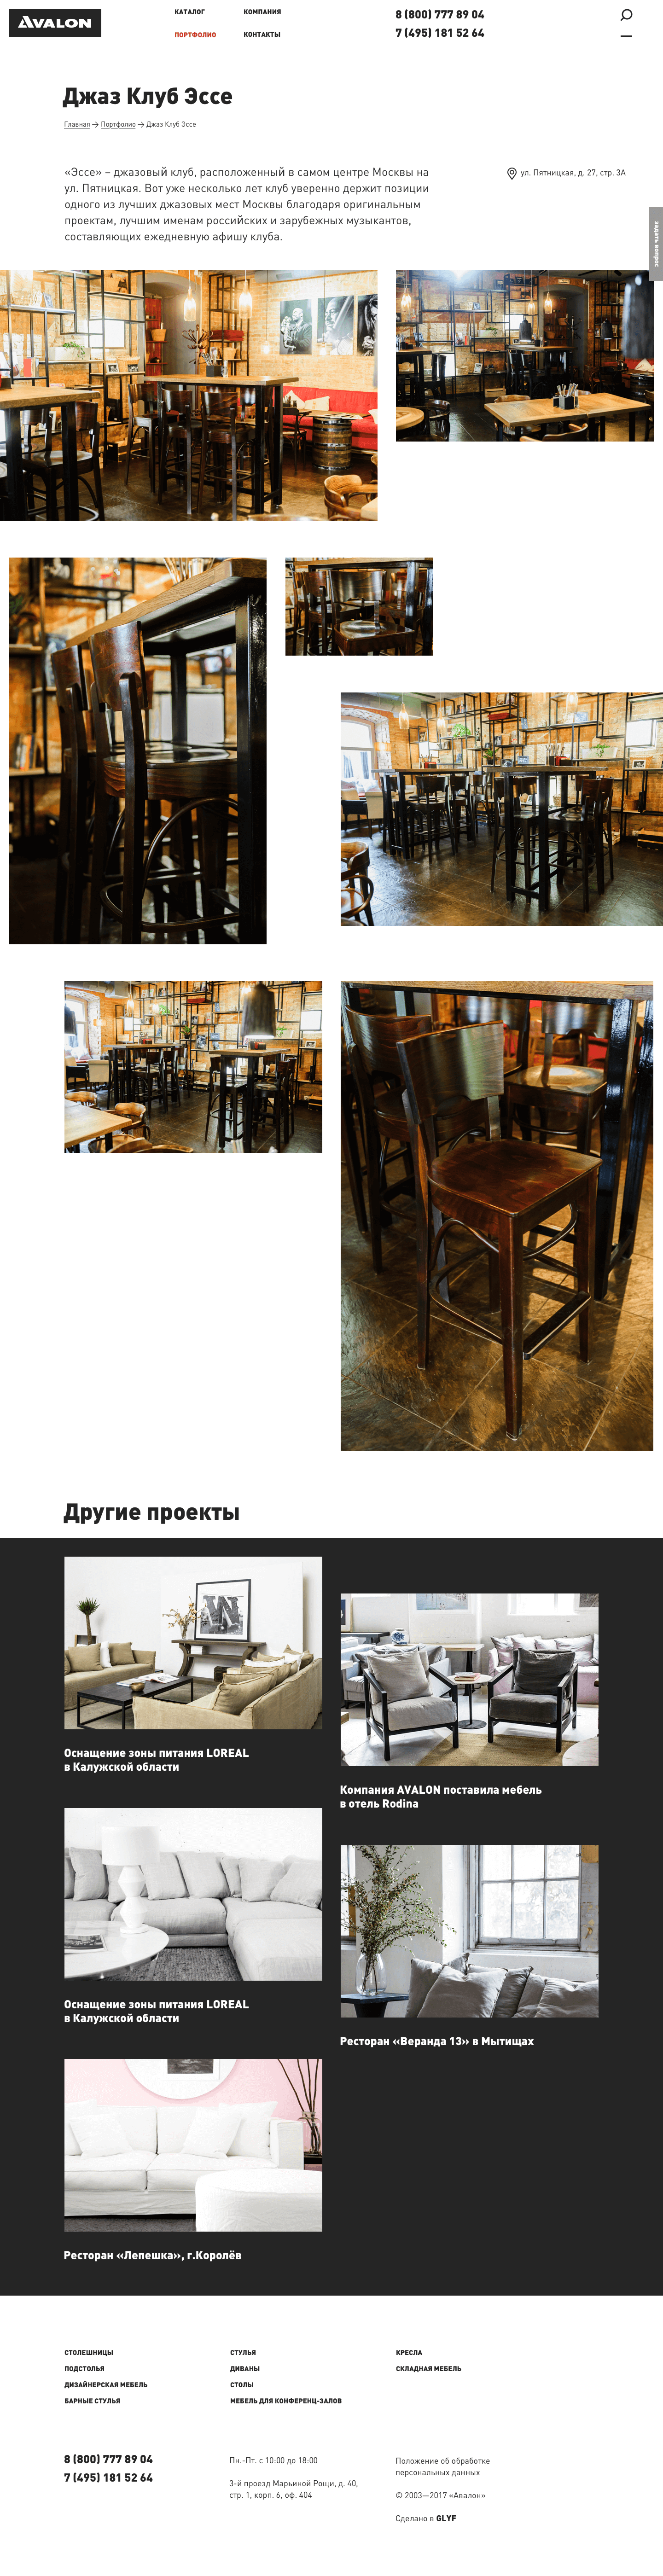 AVALON
КАТАЛОГ
КОМПАНИЯ
ПОРТФОЛИО
КОНТАКТЫ
8 (800) 777 89 04
7 (495) 181 52 64
Джаз Клуб Эссе
Главная → Портфолио → Джаз Клуб Эссе
«Эссе» – джазовый клуб, расположенный в самом центре Москвы на
ул. Пятницкая. Вот уже несколько лет клуб уверенно держит позиции
одного из лучших джазовых мест Москвы благодаря оригинальным
проектам, лучшим именам российских и зарубежных музыкантов,
составляющих ежедневную афишу клуба.
ул. Пятницкая, д. 27, стр. 3А
задать вопрос
Другие проекты
Оснащение зоны питания LOREAL
в Калужской области
Компания AVALON поставила мебель
в отель Rodina
Оснащение зоны питания LOREAL
в Калужской области
Ресторан «Веранда 13» в Мытищах
Ресторан «Лепешка», г.Королёв
СТОЛЕШНИЦЫ
ПОДСТОЛЬЯ
ДИЗАЙНЕРСКАЯ МЕБЕЛЬ
БАРНЫЕ СТУЛЬЯ
СТУЛЬЯ
ДИВАНЫ
СТОЛЫ
МЕБЕЛЬ ДЛЯ КОНФЕРЕНЦ-ЗАЛОВ
КРЕСЛА
СКЛАДНАЯ МЕБЕЛЬ
8 (800) 777 89 04
7 (495) 181 52 64
Пн.-Пт. с 10:00 до 18:00
3-й проезд Марьиной Рощи, д. 40,
стр. 1, корп. 6, оф. 404
Положение об обработке
персональных данных
© 2003—2017 «Авалон»
Сделано в GLYF